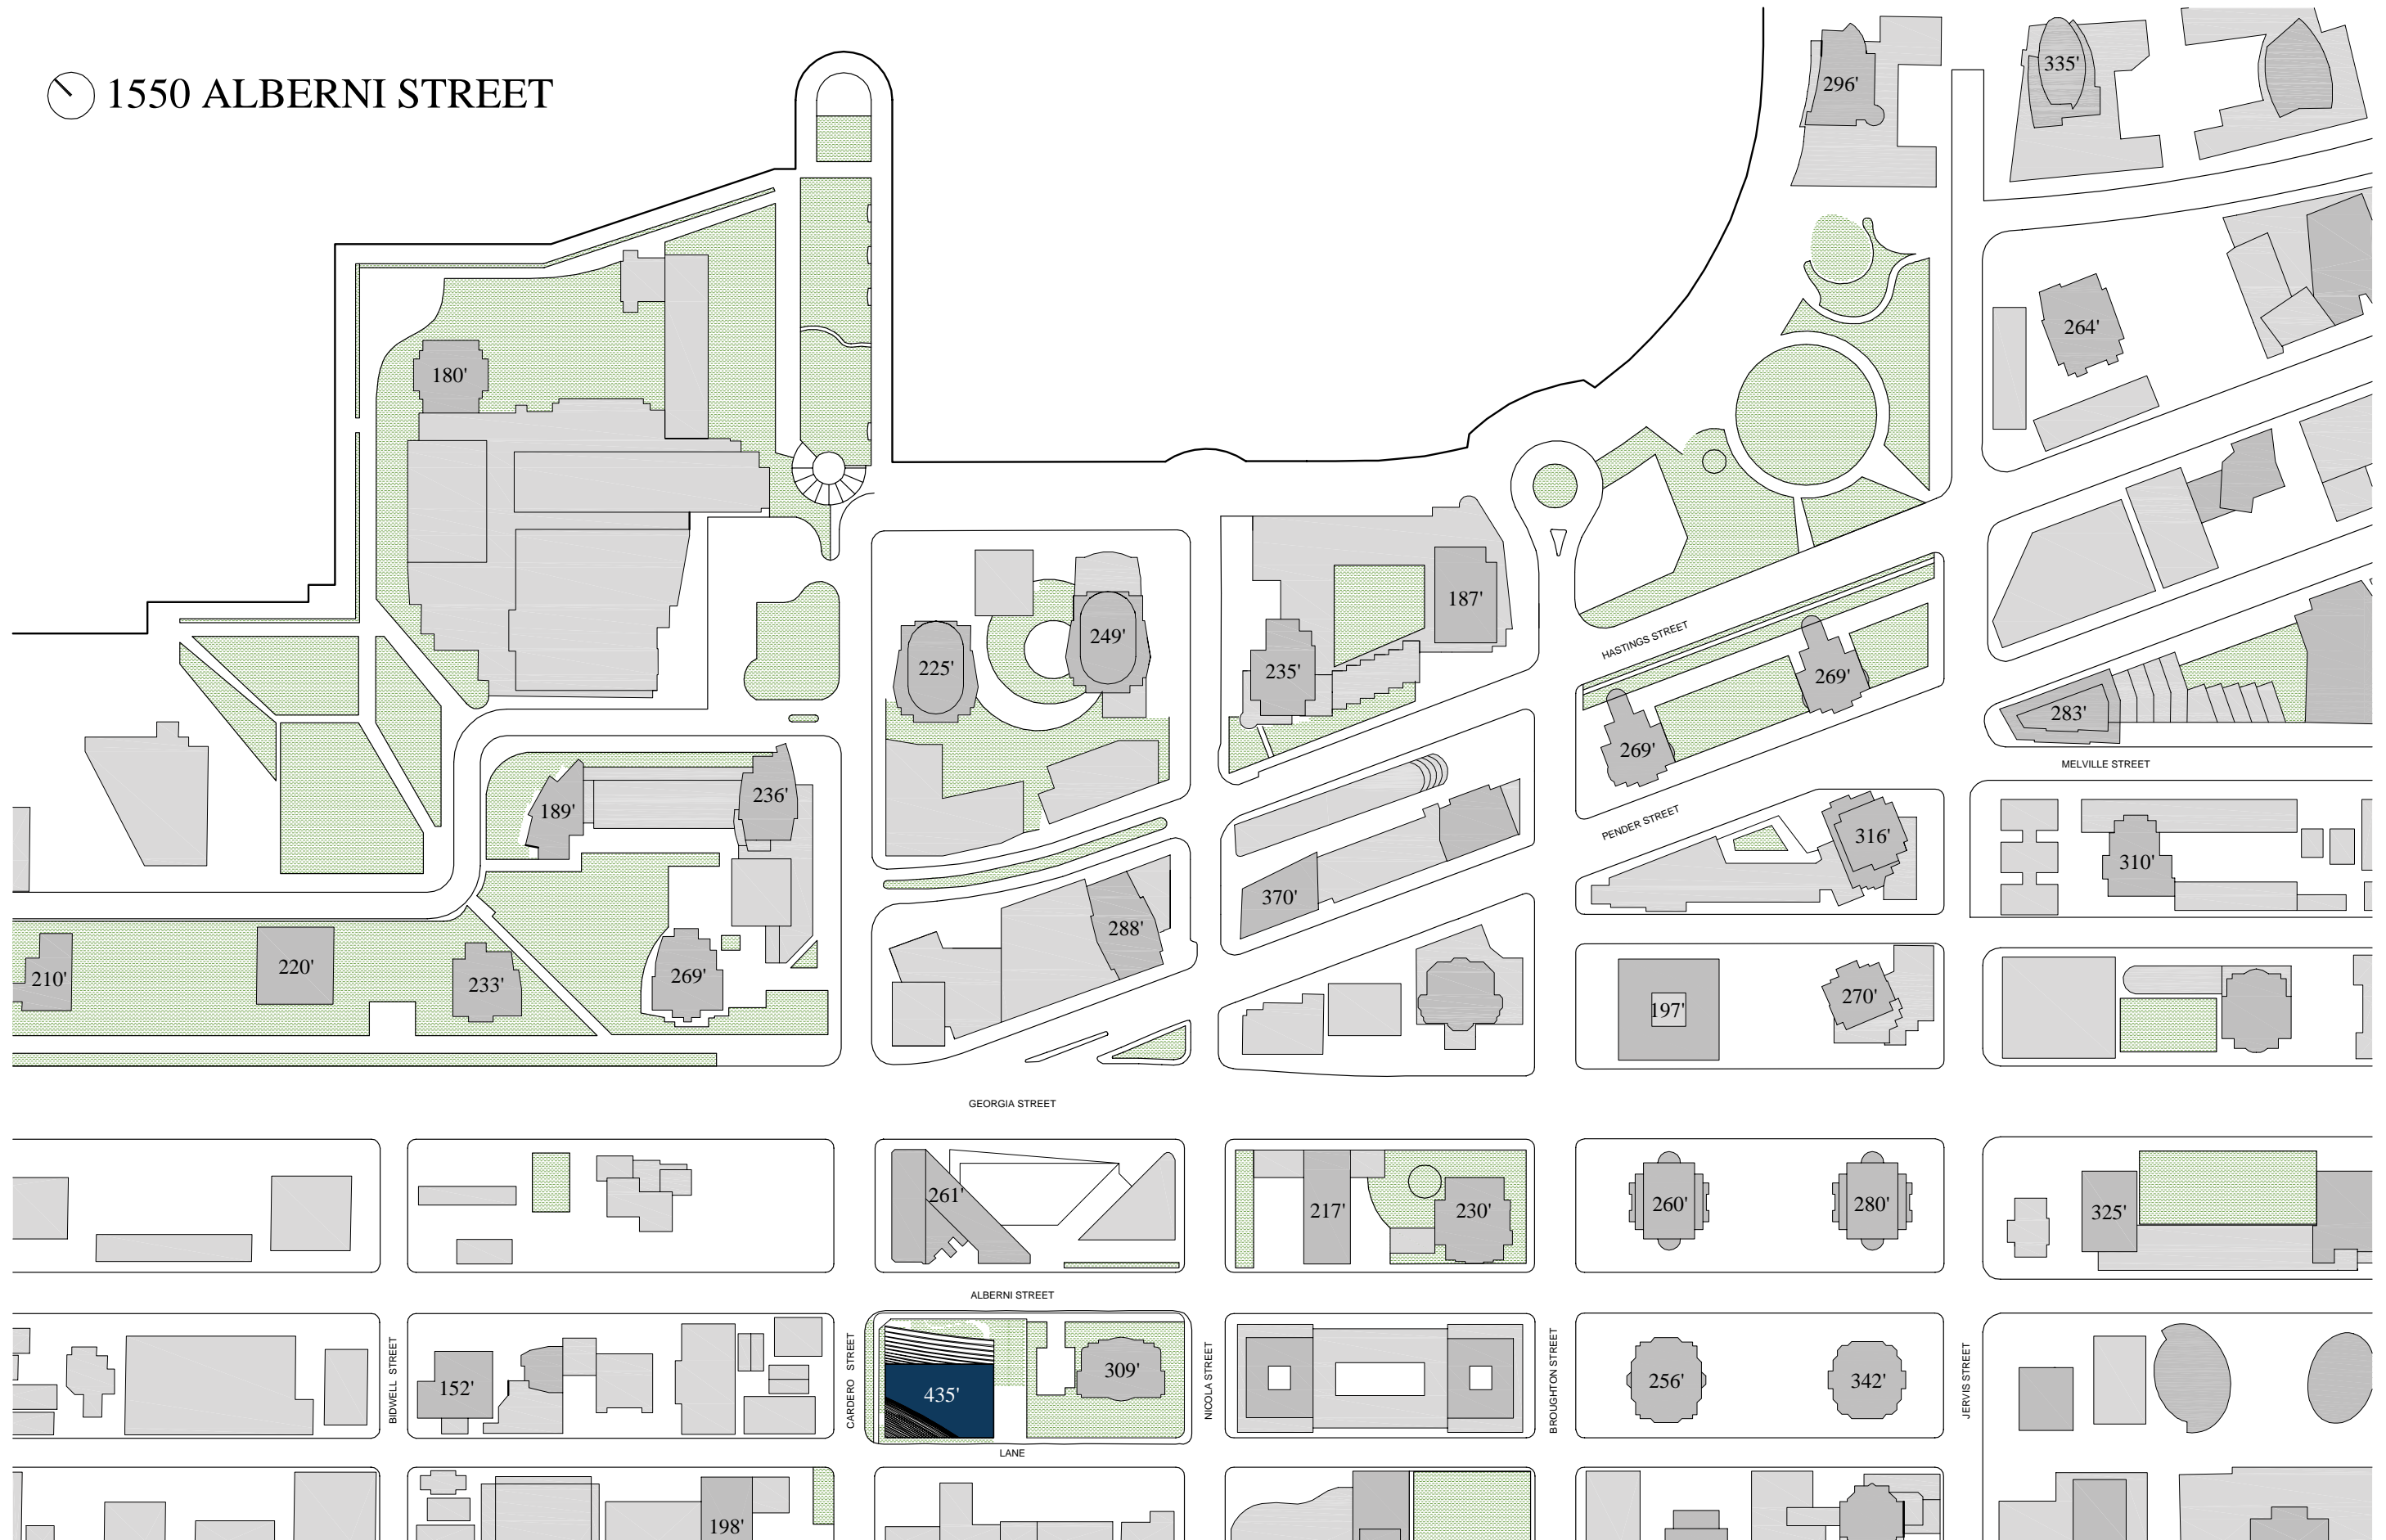 1550 ALBERNI STREET
296'
335'
264'
180'
187'
225'
249'
235'
HASTINGS STREET
269'
269'
283'
MELVILLE STREET
189'
236'
PENDER STREET
316'
310'
370'
288'
210'
220'
233'
269'
197'
270'
GEORGIA STREET
261'
217'
230'
260'
280'
325'
ALBERNI STREET
BIDWELL STREET
152'
CARDERO STREET
435'
309'
NICOLA STREET
BROUGHTON STREET
256'
342'
JERVIS STREET
LANE
198'